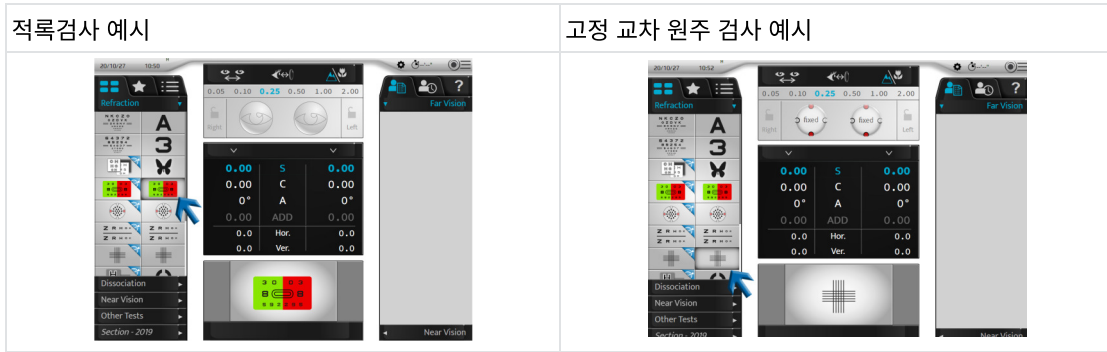 적록검사 예시
고정 교차 원주 검사 예시
20/10/27 10:50
?
Refraction Far Vision
0.05 0.10 0.25 0.50 1.00 2.00
Right Left
A
3
0.00 S 0.00
0.00 C 0.00
0° A 0°
0.00 ADD 0.00
0.0 Hor. 0.0
0.0 Ver. 0.0
Dissociation
Near Vision
Other Tests
Section - 2019
Near Vision
20/10/27 10:52
?
Refraction Far Vision
0.05 0.10 0.25 0.50 1.00 2.00
Right fixed fixed Left
A
3
0.00 S 0.00
0.00 C 0.00
0° A 0°
0.00 ADD 0.00
0.0 Hor. 0.0
0.0 Ver. 0.0
Dissociation
Near Vision
Other Tests
Section - 2019
Near Vision